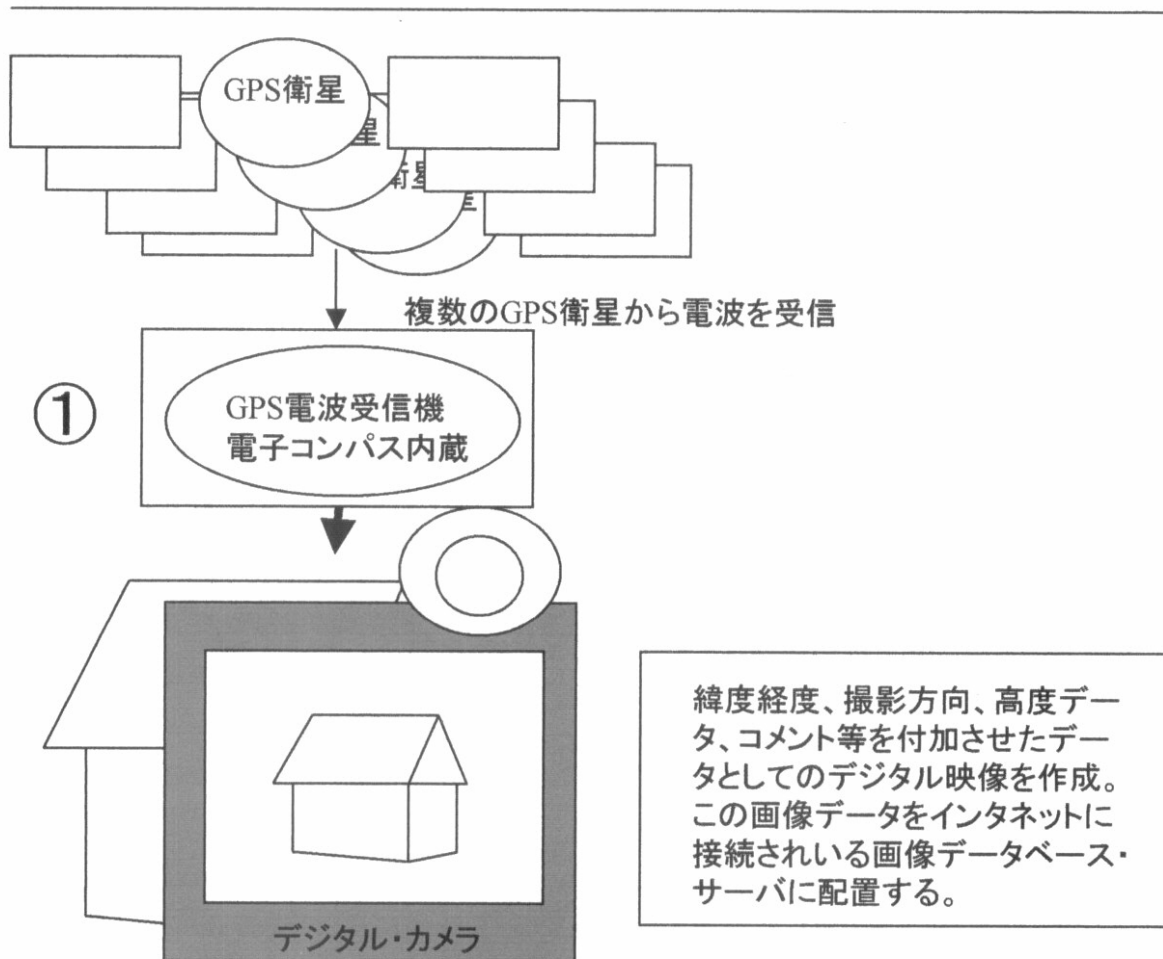 GPS衛星
星
衛星
星
複数のGPS衛星から電波を受信
①
GPS電波受信機
電子コンパス内蔵
緯度経度、撮影方向、高度デー
タ、コメント等を付加させたデー
タとしてのデジタル映像を作成。
この画像データをインタネットに
接続されいる画像データベース・
サーバに配置する。
デジタル・カメラ